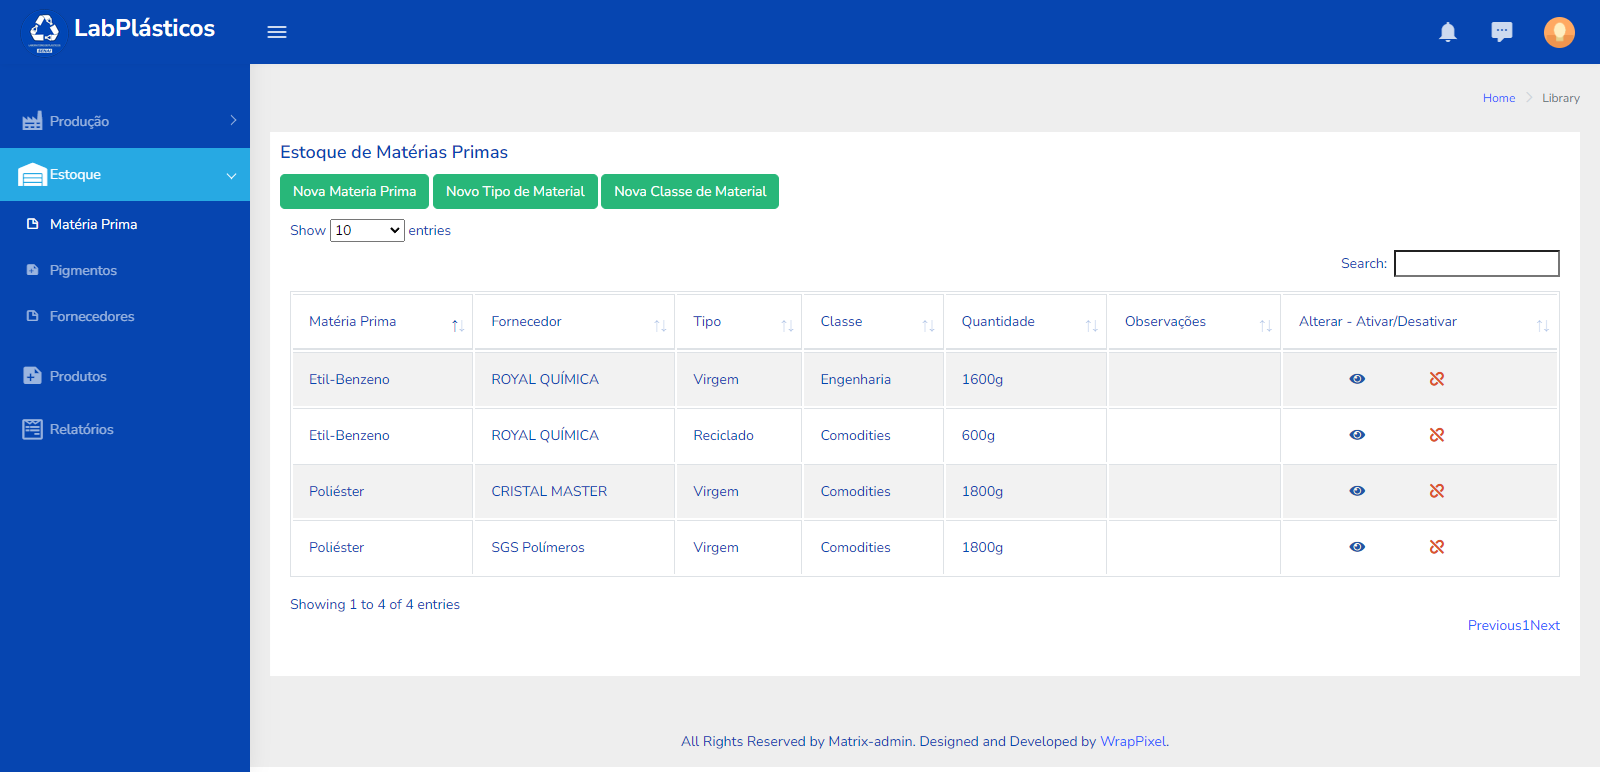 LabPlásticos
Home Library
Produção
Estoque
Matéria Prima
Pigmentos
Fornecedores
Produtos
Relatórios
Estoque de Matérias Primas
Nova Materia Prima Novo Tipo de Material Nova Classe de Material
Show 10 entries
Search:
Matéria Prima Fornecedor Tipo Classe Quantidade Observações Alterar - Ativar/Desativar
Etil-Benzeno ROYAL QUÍMICA Virgem Engenharia 1600g
Etil-Benzeno ROYAL QUÍMICA Reciclado Comodities 600g
Poliéster CRISTAL MASTER Virgem Comodities 1800g
Poliéster SGS Polímeros Virgem Comodities 1800g
Showing 1 to 4 of 4 entries
Previous1Next
All Rights Reserved by Matrix-admin. Designed and Developed by WrapPixel.